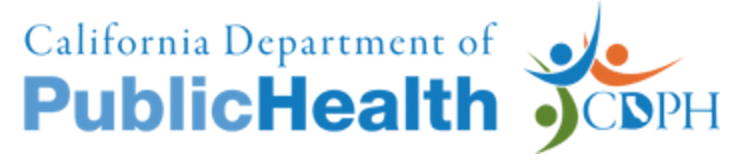 California Department of
PublicHealth
CDPH